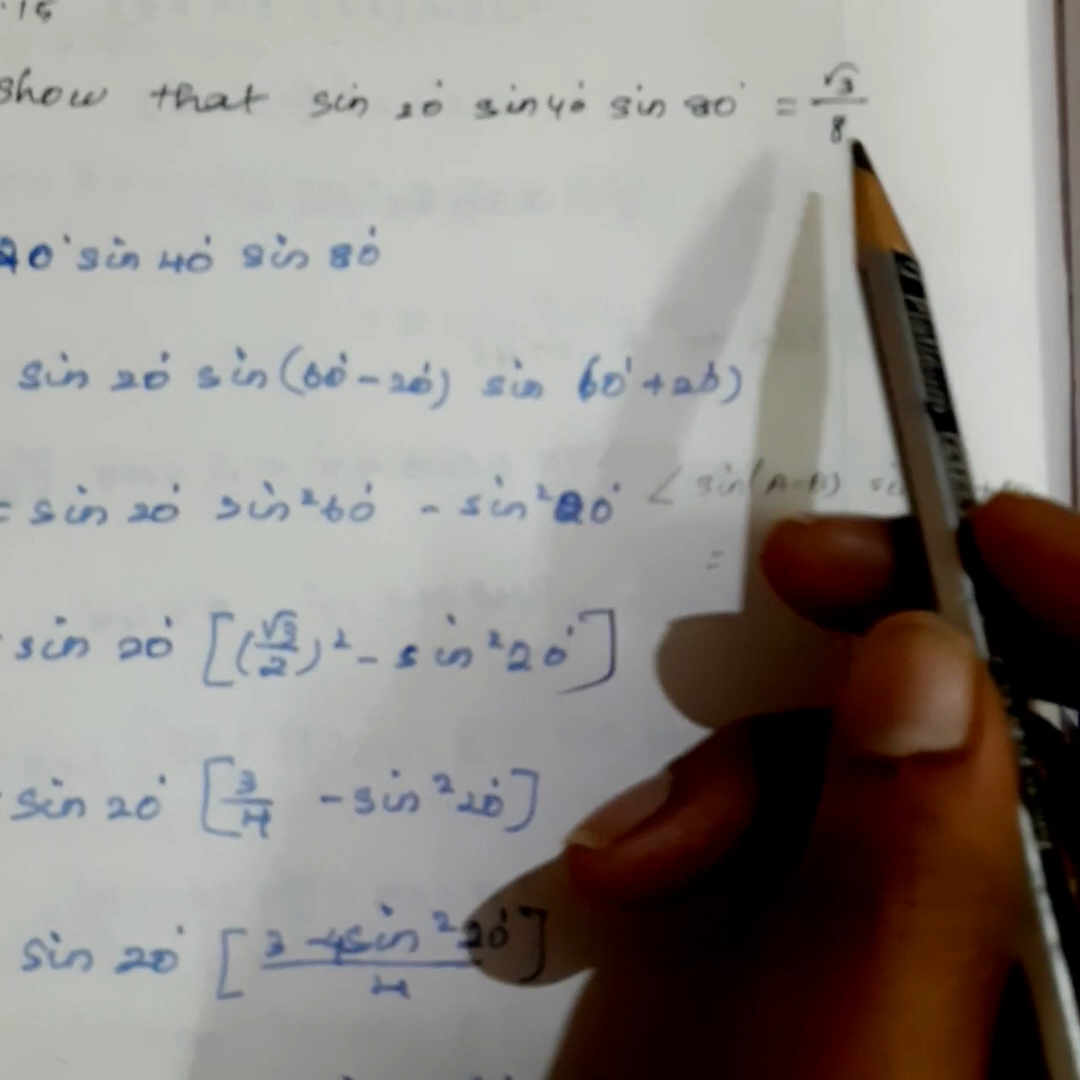 .15
show that sin 20° sin 40° sin 80° = √3/8
20° sin 40° sin 80°
sin 20° sin(60° - 20°) sin 60° + 20)
= sin 20° sin²60° - sin²20° < sin(A-B)
=
sin 20° [(√3/2)² - sin²20°]
sin 20° [3/4 - sin²20°]
sin 20° [3-4sin²20°/4]